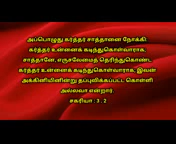 அப்பொழுது கர்த்தர் சாத்தானை நோக்கி:
கர்த்தர் உன்னைக் கடிந்துகொள்வாராக,
சாத்தானே, எருசலேமைத் தெரிந்துகொண்ட
கர்த்தர் உன்னைக் கடிந்துகொள்வாராக; இவன்
அக்கினியினின்று தப்புவிக்கப்பட்ட கொள்ளி
அல்லவா என்றார்
சகரியா : 3 : 2